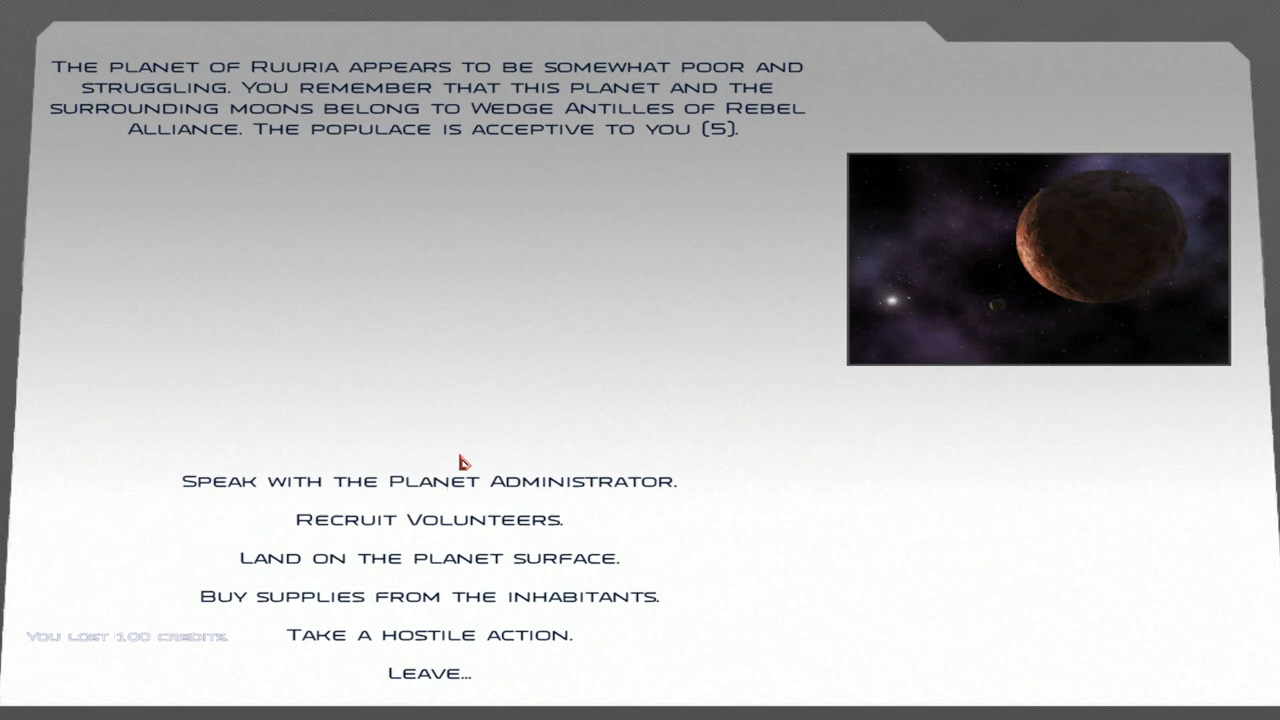 The planet of Ruuria appears to be somewhat poor and
struggling. You remember that this planet and the
surrounding moons belong to Wedge Antilles of Rebel
Alliance. The populace is acceptive to you (5).
Speak with the Planet Administrator.
Recruit Volunteers.
Land on the planet surface.
Buy supplies from the inhabitants.
You lost 100 credits.
Take a hostile action.
Leave...